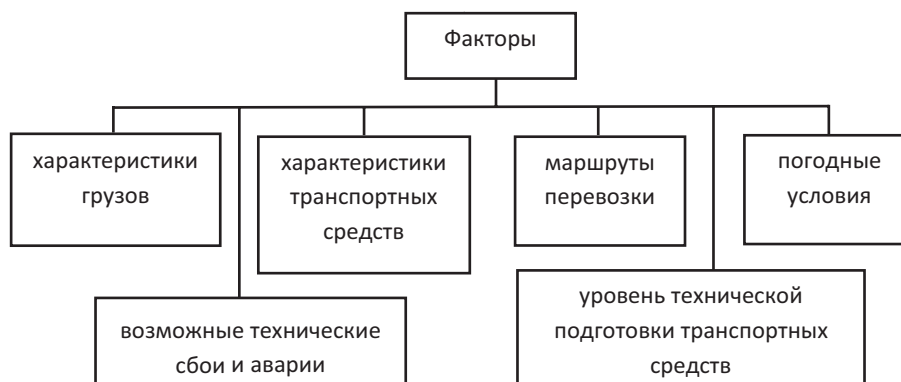 Факторы
характеристики
грузов
характеристики
транспортных
средств
маршруты
перевозки
погодные
условия
возможные технические
сбои и аварии
уровень технической
подготовки транспортных
средств